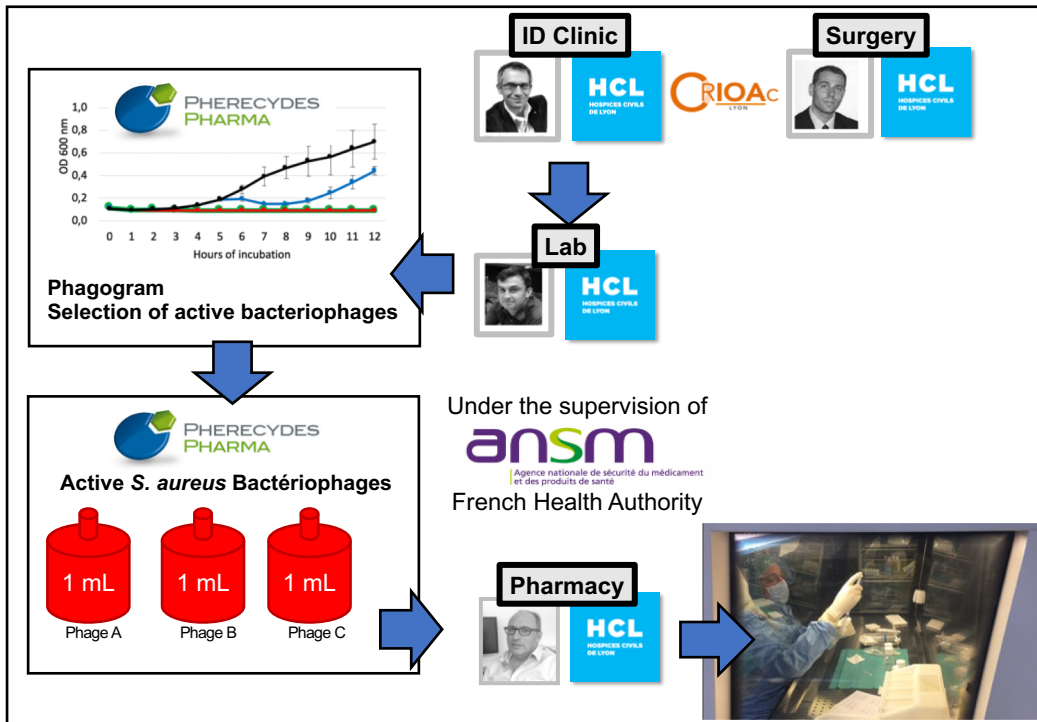 ID Clinic
HCL
HOSPICES CIVILS
DE LYON
CRIOAc
LYON
Surgery
HCL
HOSPICES CIVILS
DE LYON
PHERECYDES
PHARMA
OD 600 nm
1,0
0,8
0,6
0,4
0,2
0,0
0 1 2 3 4 5 6 7 8 9 10 11 12
Hours of incubation
Phagogram
Selection of active bacteriophages
Lab
HCL
HOSPICES CIVILS
DE LYON
PHERECYDES
PHARMA
Active S. aureus Bactériophages
1 mL
1 mL
1 mL
Phage A
Phage B
Phage C
Under the supervision of
ansm
Agence nationale de sécurité du médicament
et des produits de santé
French Health Authority
Pharmacy
HCL
HOSPICES CIVILS
DE LYON